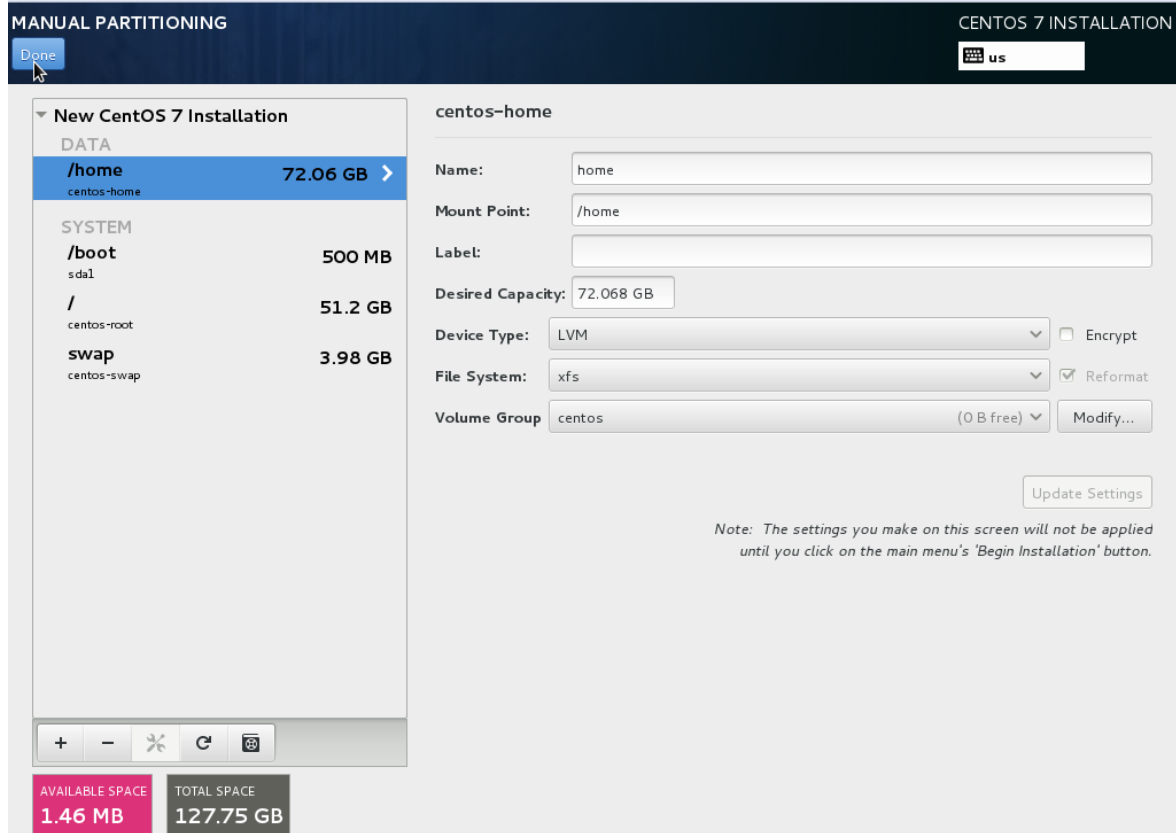 MANUAL PARTITIONING
CENTOS 7 INSTALLATION
Done
us
New CentOS 7 Installation
DATA
/home 72.06 GB
centos-home
SYSTEM
/boot 500 MB
sda1
/ 51.2 GB
centos-root
swap 3.98 GB
centos-swap
centos-home
Name: home
Mount Point: /home
Label:
Desired Capacity: 72.068 GB
Device Type: LVM Encrypt
File System: xfs Reformat
Volume Group centos (0 B free) Modify...
Update Settings
Note: The settings you make on this screen will not be applied
until you click on the main menu's 'Begin Installation' button.
+ -
AVAILABLE SPACE
1.46 MB
TOTAL SPACE
127.75 GB